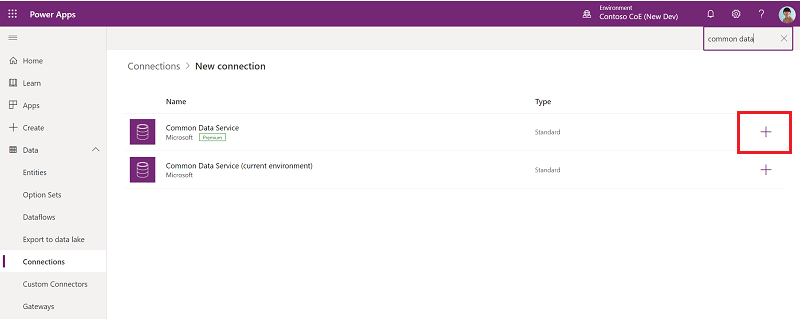 Power Apps
Environment
Contoso CoE (New Dev)
?
common data
Home
Learn
Apps
Create
Data
Entities
Option Sets
Dataflows
Export to data lake
Connections
Custom Connectors
Gateways
Connections > New connection
Name Type
Common Data Service Standard
Microsoft Premium
Common Data Service (current environment) Standard
Microsoft